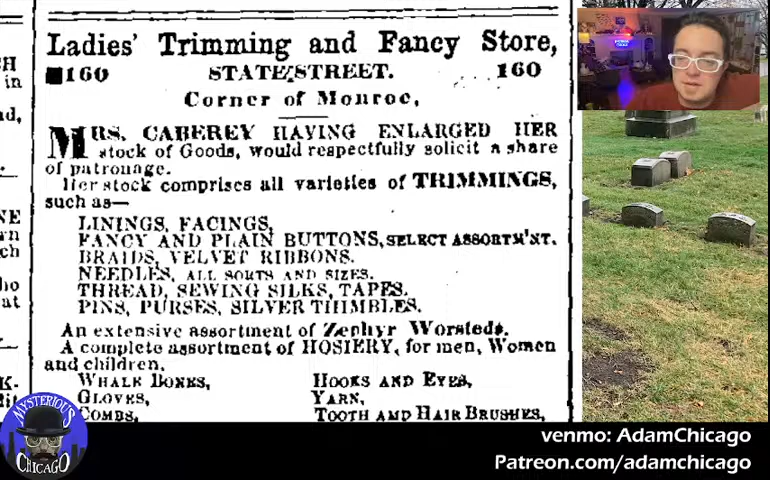 Ladies' Trimming and Fancy Store,
160 STATE STREET. 160
Corner of Monroe,
MRS. CABEREY HAVING ENLARGED HER
stock of Goods, would respectfully solicit a share
of patronage.
Her stock comprises all varieties of TRIMMINGS,
such as—
LININGS, FACINGS,
FANCY AND PLAIN BUTTONS, SELECT ASSORTM'NT.
BRAIDS, VELVET RIBBONS.
NEEDLES, ALL SORTS AND SIZES.
THREAD, SEWING SILKS, TAPES.
PINS, PURSES, SILVER THIMBLES.
An extensive assortment of Zephyr Worsteds.
A complete assortment of HOSIERY, for men, Women
and children.
WHALE BONES, HOOKS AND EYES,
GLOVES, YARN,
COMBS, TOOTH AND HAIR BRUSHES,
MYSTERIOUS
CHICAGO
venmo: AdamChicago
Patreon.com/adamchicago